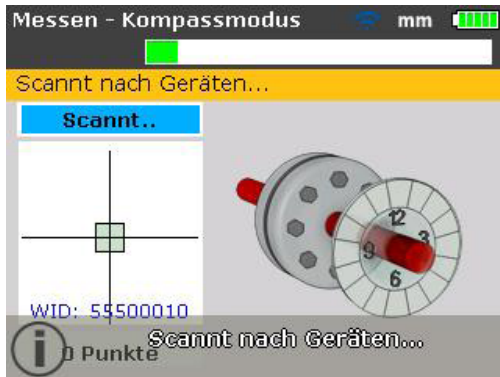 Messen - Kompassmodus mm
Scannt nach Geräten...
Scannt..
12
3
9
6
WID: 55500010
0 Punkte
Scannt nach Geräten...